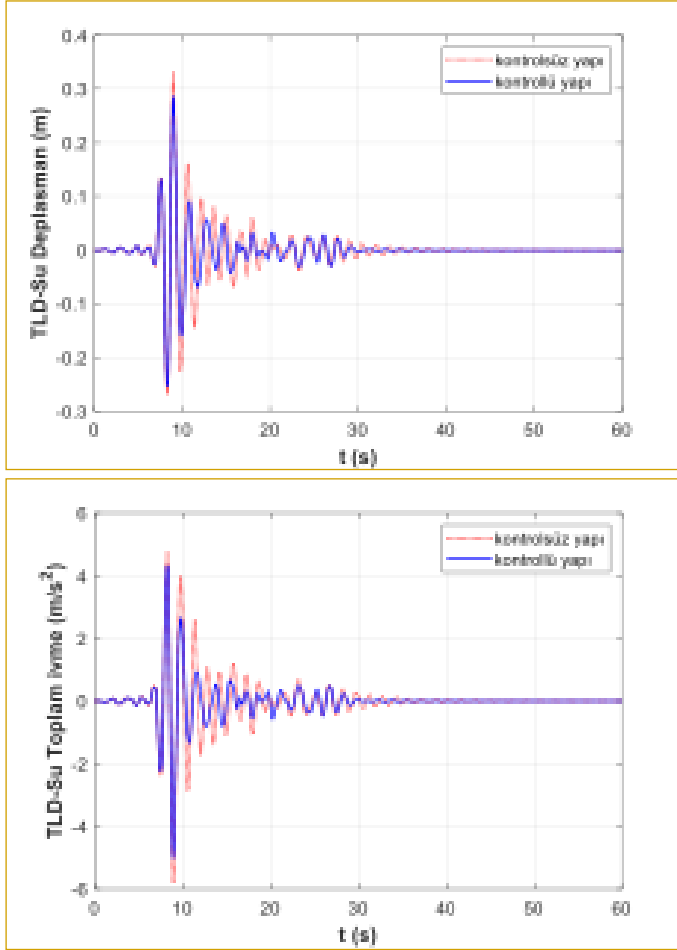 0.4
0.3
0.2
0.1
0
-0.1
-0.2
-0.3
TLD-Su Deplasman (m)
kontrolsüz yapı
kontrollü yapı
0 10 20 30 40 50 60
t (s)
6
4
2
0
-2
-4
-6
TLD-Su Toplam ivme (m/s²)
kontrolsüz yapı
kontrollü yapı
0 10 20 30 40 50 60
t (s)